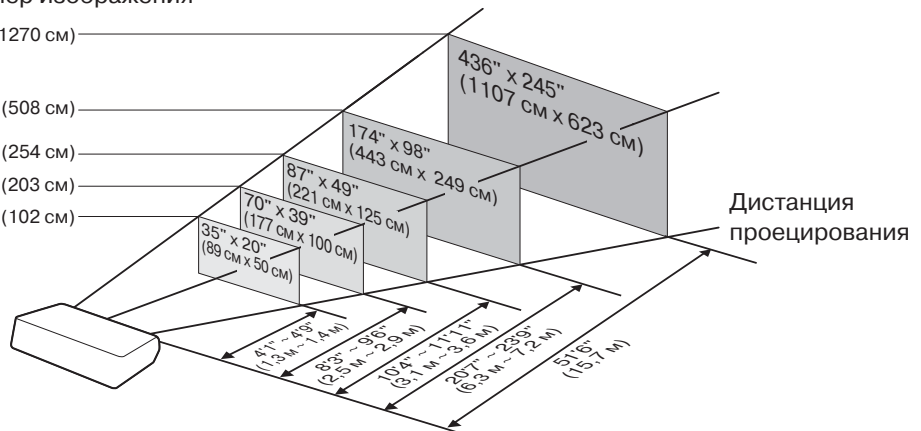 изображения
1270 см)
(508 см)
(254 см)
(203 см)
(102 см)
436" x 245"
(1107 см x 623 см)
174" x 98"
(443 см x 249 см)
87" x 49"
(221 см x 125 см)
70" x 39"
(177 см x 100 см)
35" x 20"
(89 см x 50 см)
Дистанция
проецирования
4'1" ~ 4'9"
(1,3 м ~ 1,4 м)
8'3" ~ 9'6"
(2,5 м ~ 2,9 м)
10'4" ~ 11'11"
(3,1 м ~ 3,6 м)
20'7" ~ 23'9"
(6,3 м ~ 7,2 м)
51'6"
(15,7 м)